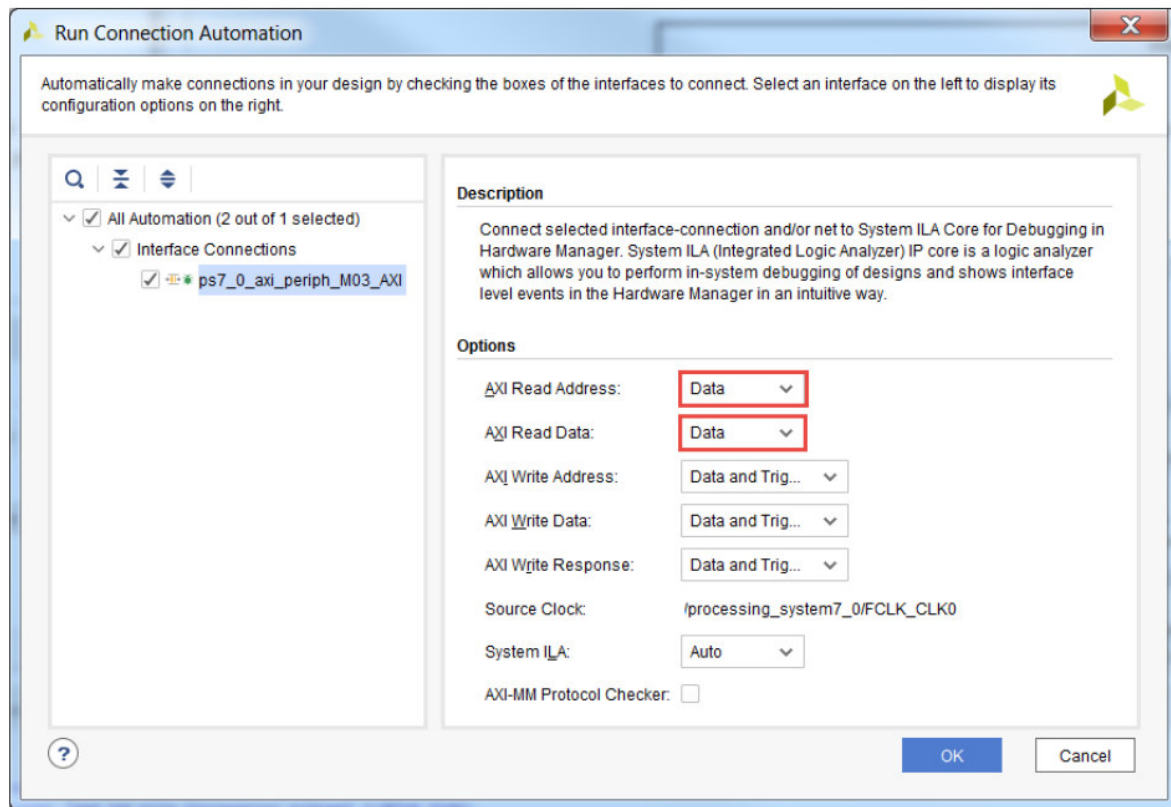 Run Connection Automation
Automatically make connections in your design by checking the boxes of the interfaces to connect. Select an interface on the left to display its
configuration options on the right.
All Automation (2 out of 1 selected)
Interface Connections
ps7_0_axi_periph_M03_AXI
Description
Connect selected interface-connection and/or net to System ILA Core for Debugging in
Hardware Manager. System ILA (Integrated Logic Analyzer) IP core is a logic analyzer
which allows you to perform in-system debugging of designs and shows interface
level events in the Hardware Manager in an intuitive way.
Options
AXI Read Address: Data
AXI Read Data: Data
AXI Write Address: Data and Trig...
AXI Write Data: Data and Trig...
AXI Write Response: Data and Trig...
Source Clock: /processing_system7_0/FCLK_CLK0
System ILA: Auto
AXI-MM Protocol Checker:
?
OK Cancel